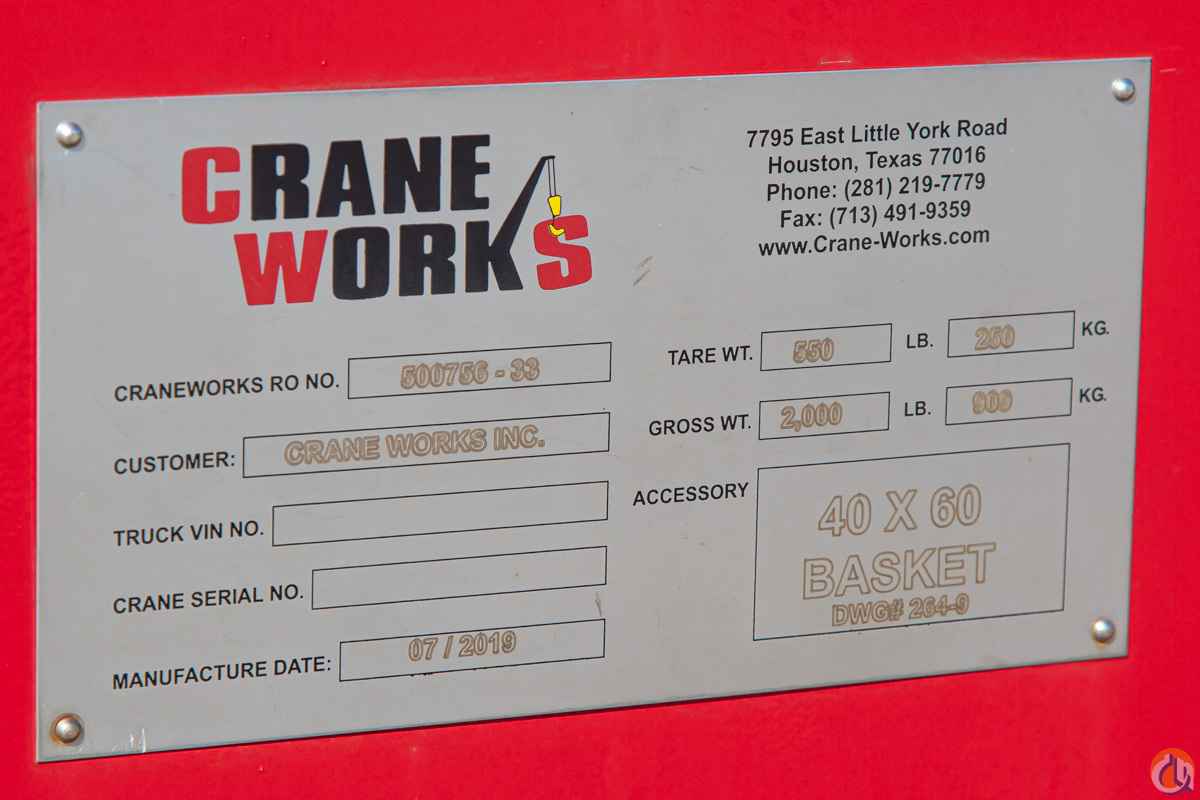 CRANE
WORKS
7795 East Little York Road
Houston, Texas 77016
Phone: (281) 219-7779
Fax: (713) 491-9359
www.Crane-Works.com
CRANEWORKS RO NO. 500756 - 33
CUSTOMER: CRANE WORKS INC.
TRUCK VIN NO.
CRANE SERIAL NO.
MANUFACTURE DATE: 07 / 2019
TARE WT. 550 LB. 250 KG.
GROSS WT. 2,000 LB. 900 KG.
ACCESSORY
40 X 60
BASKET
DWG# 264-9